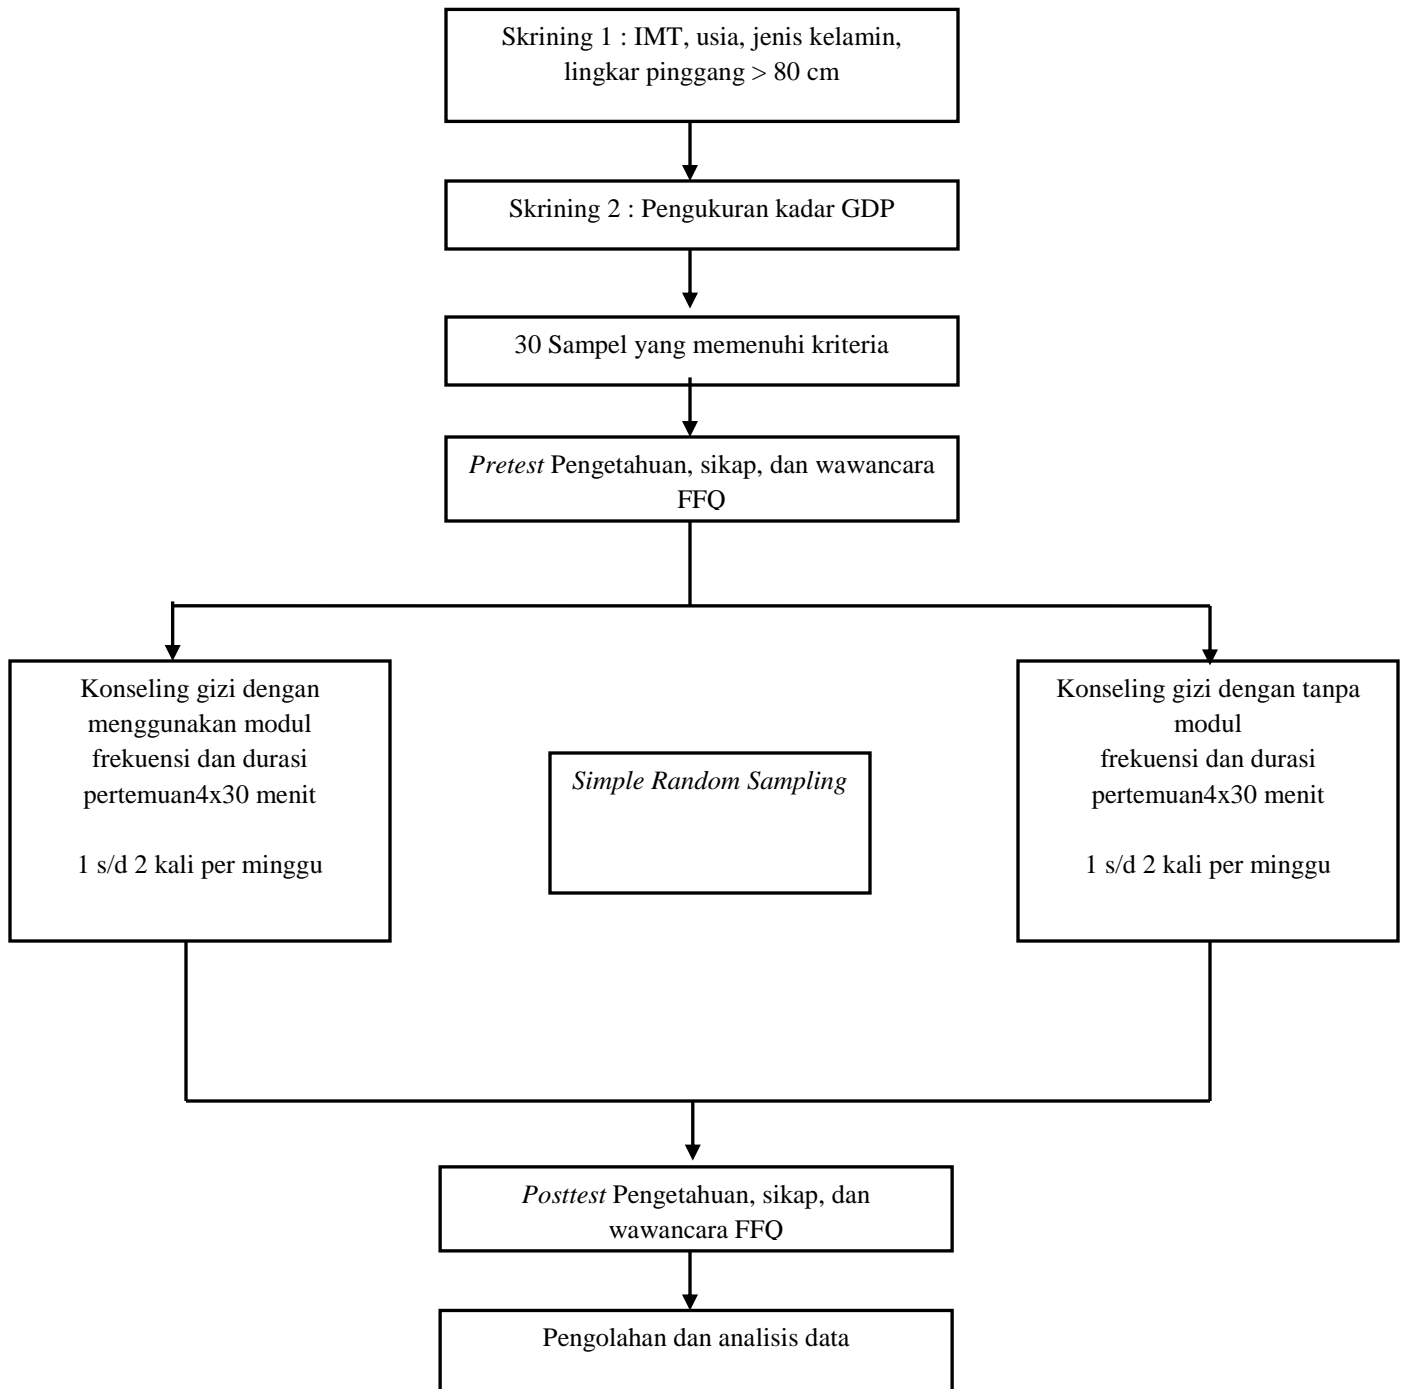 Skrining 1 : IMT, usia, jenis kelamin,
lingkar pinggang > 80 cm
Skrining 2 : Pengukuran kadar GDP
30 Sampel yang memenuhi kriteria
Pretest Pengetahuan, sikap, dan wawancara
FFQ
Konseling gizi dengan
menggunakan modul
frekuensi dan durasi
pertemuan4x30 menit
1 s/d 2 kali per minggu
Simple Random Sampling
Konseling gizi dengan tanpa
modul
frekuensi dan durasi
pertemuan4x30 menit
1 s/d 2 kali per minggu
Posttest Pengetahuan, sikap, dan
wawancara FFQ
Pengolahan dan analisis data